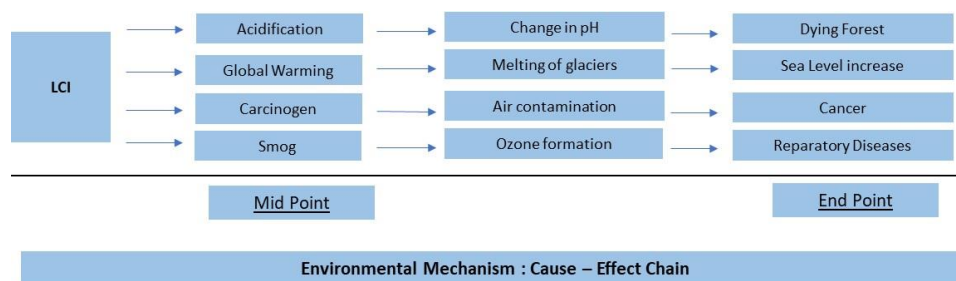 Acidification
Change in pH
Dying Forest
LCI
Global Warming
Melting of glaciers
Sea Level increase
Carcinogen
Air contamination
Cancer
Smog
Ozone formation
Reparatory Diseases
Mid Point
End Point
Environmental Mechanism : Cause – Effect Chain